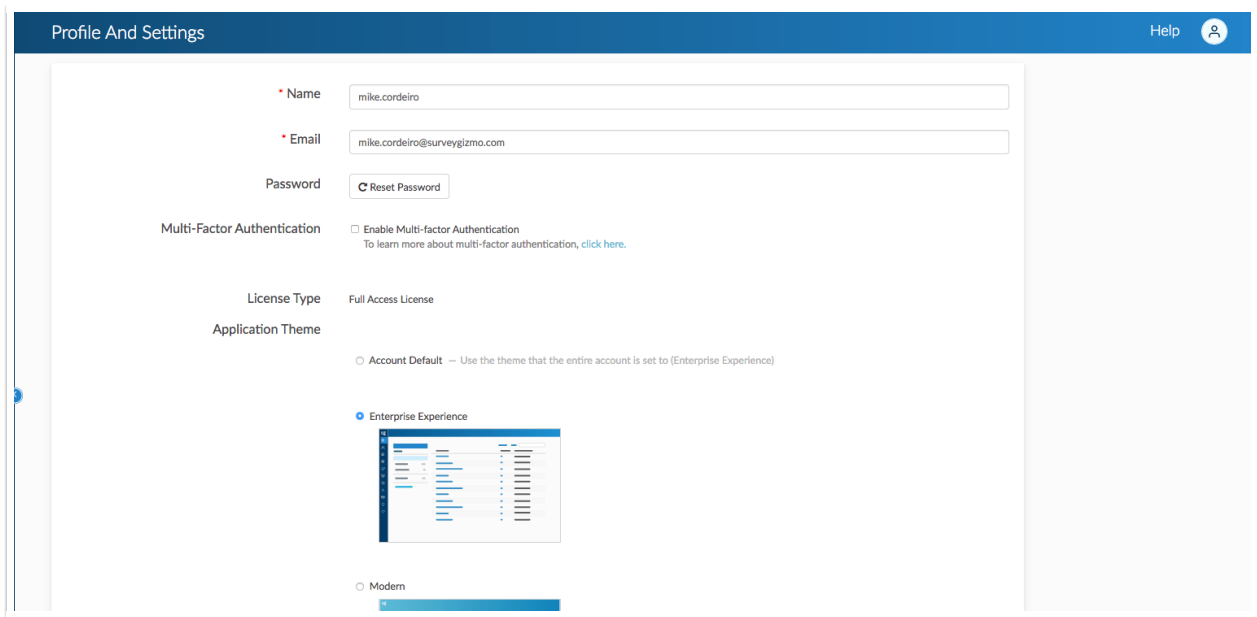 Profile And Settings
Help
* Name
mike.cordeiro
* Email
mike.cordeiro@surveygizmo.com
Password
Reset Password
Multi-Factor Authentication
Enable Multi-factor Authentication
To learn more about multi-factor authentication, click here.
License Type
Full Access License
Application Theme
Account Default — Use the theme that the entire account is set to (Enterprise Experience)
Enterprise Experience
Modern